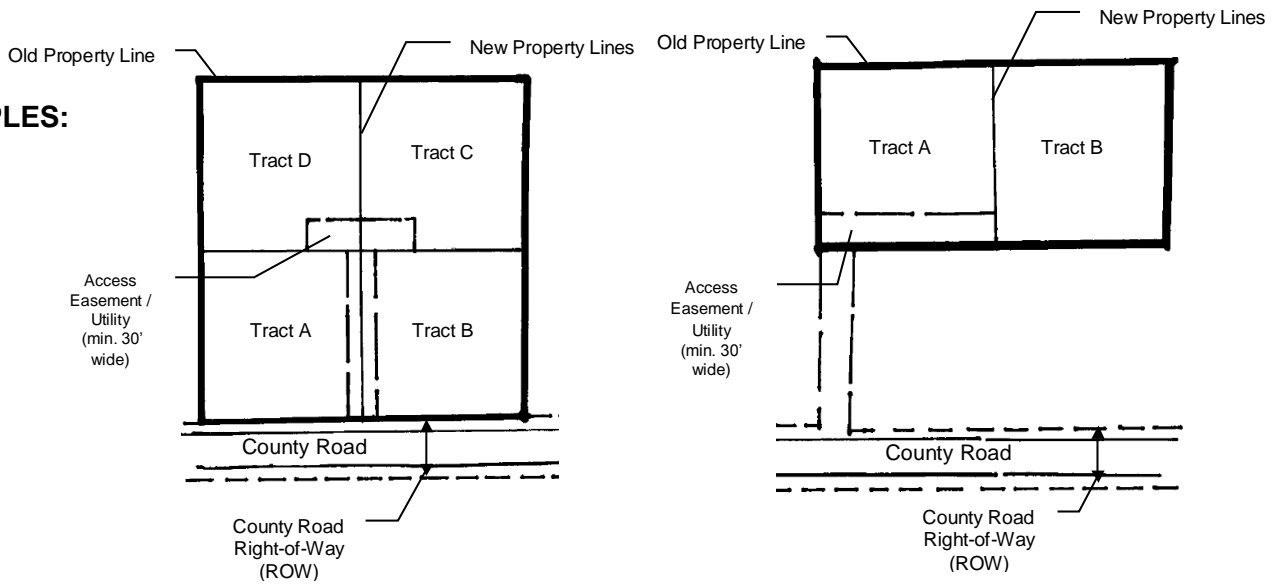 Old Property Line
New Property Lines
PLES:
Tract D
Tract C
Access
Easement /
Utility
(min. 30'
wide)
Tract A
Tract B
County Road
County Road
Right-of-Way
(ROW)
Old Property Line
New Property Lines
Tract A
Tract B
Access
Easement /
Utility
(min. 30'
wide)
County Road
County Road
Right-of-Way
(ROW)